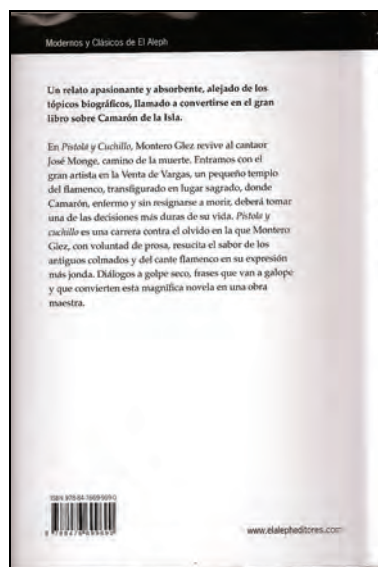 Modernos y Clásicos de El Aleph
Un relato apasionante y absorbente, alejado de los
tópicos biográficos, llamado a convertirse en el gran
libro sobre Camarón de la Isla.
En Pistola y Cuchillo, Montero Glez revive al cantaor
José Monge, camino de la muerte. Entramos con el
gran artista en la Venta de Vargas, un pequeño templo
del flamenco, transfigurado en lugar sagrado, donde
Camarón, enfermo y sin resignarse a morir, deberá tomar
una de las decisiones más duras de su vida. Pistola y
cuchillo es una carrera contra el olvido en la que Montero
Glez, con voluntad de prosa, resucita el sabor de los
antiguos colmados y del cante flamenco en su expresión
más jonda. Diálogos a golpe seco, frases que van a galope
y que convierten esta magnífica novela en una obra
maestra.
ISBN 978-84-7669-909-0
www.elalepheditores.com